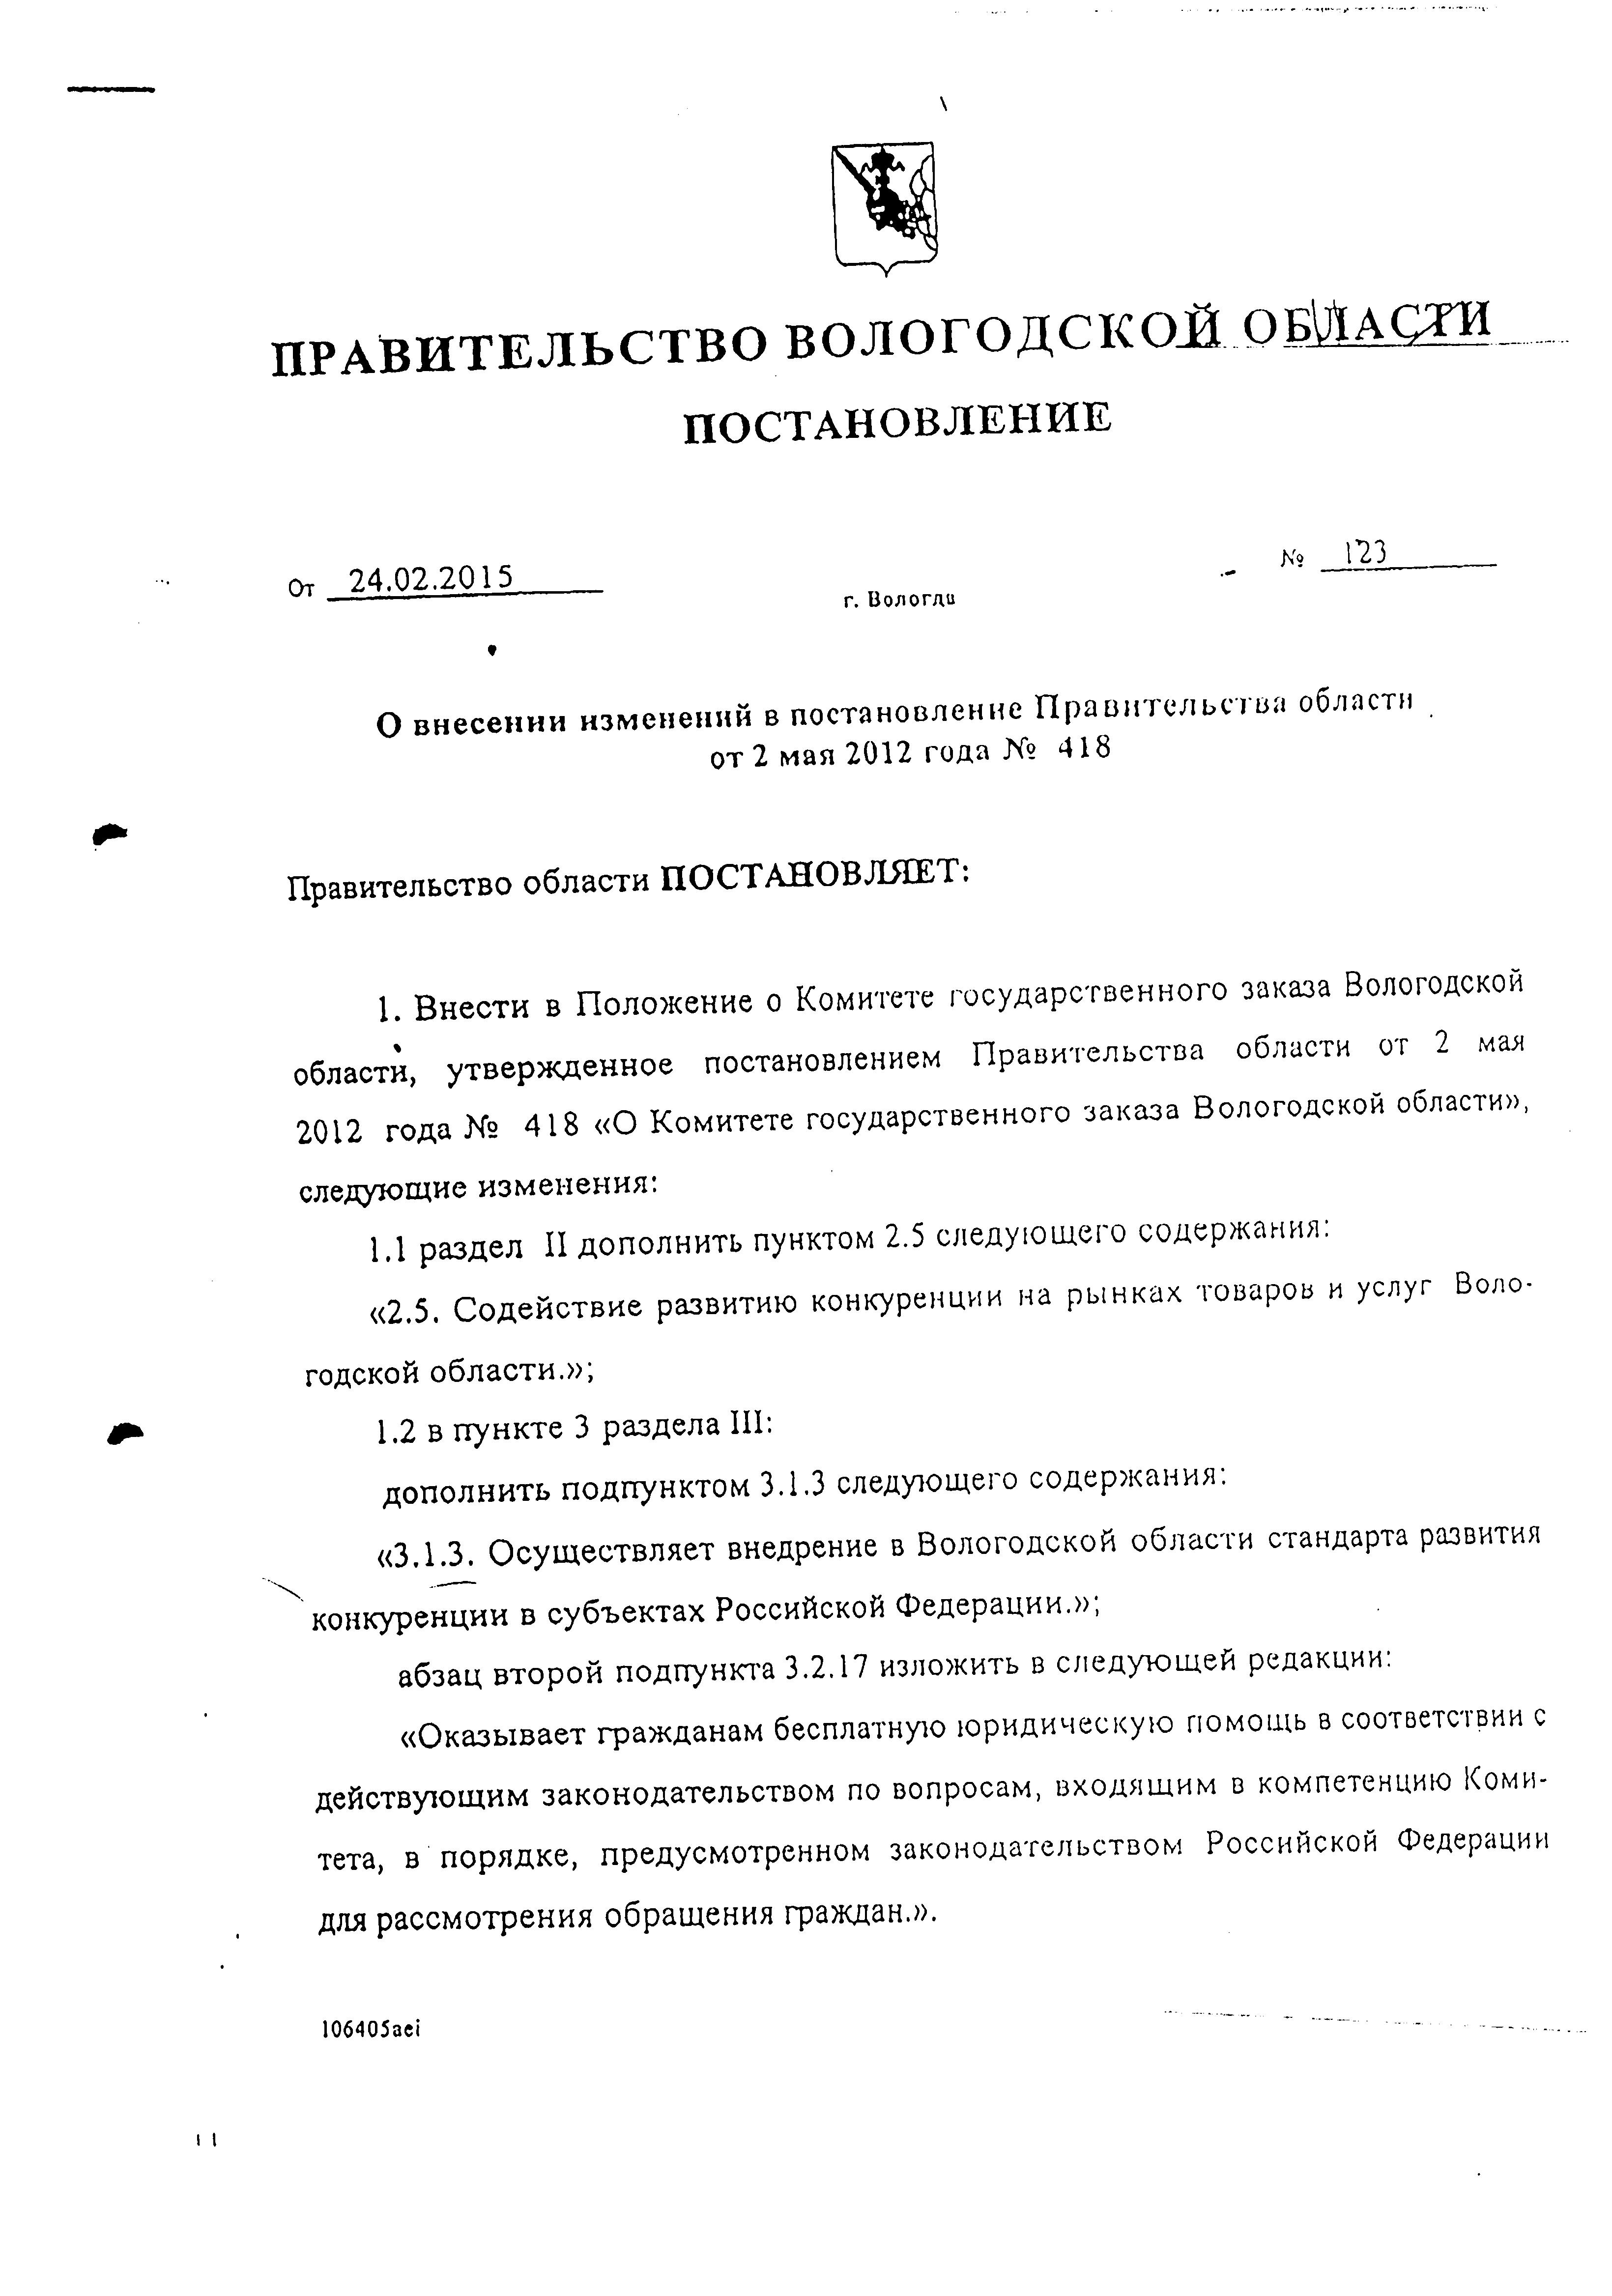 ПРАВИТЕЛЬСТВО ВОЛОГОДСКОЙ ОБЛАСТИ
ПОСТАНОВЛЕНИЕ
От 24.02.2015
№ 123
г. Вологда
О внесении изменений в постановление Правительства области
от 2 мая 2012 года № 418
Правительство области ПОСТАНОВЛЯЕТ:
1. Внести в Положение о Комитете государственного заказа Вологодской
области, утвержденное постановлением Правительства области от 2 мая
2012 года № 418 «О Комитете государственного заказа Вологодской области»,
следующие изменения:
1.1 раздел II дополнить пунктом 2.5 следующего содержания:
«2.5. Содействие развитию конкуренции на рынках товаров и услуг Воло-
годской области.»;
1.2 в пункте 3 раздела III:
дополнить подпунктом 3.1.3 следующего содержания:
«3.1.3. Осуществляет внедрение в Вологодской области стандарта развития
конкуренции в субъектах Российской Федерации.»;
абзац второй подпункта 3.2.17 изложить в следующей редакции:
«Оказывает гражданам бесплатную юридическую помощь в соответствии с
действующим законодательством по вопросам, входящим в компетенцию Коми-
тета, в порядке, предусмотренном законодательством Российской Федерации
для рассмотрения обращения граждан.».
106405aei